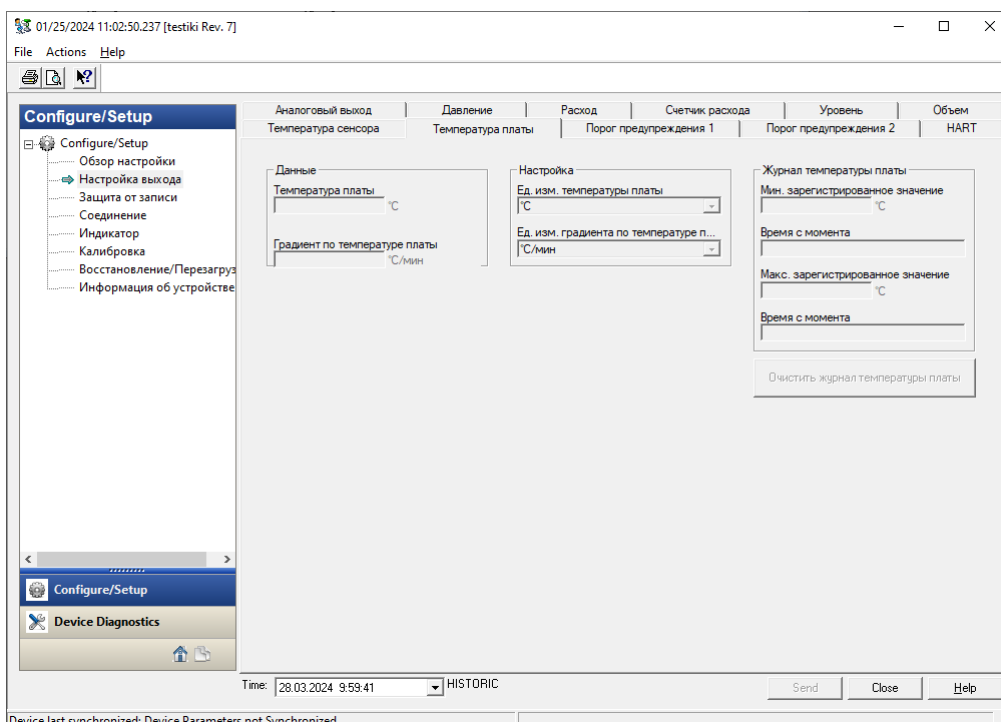 01/25/2024 11:02:50.237 [testiki Rev. 7]
File Actions Help
Configure/Setup
Configure/Setup
Обзор настройки
Настройка выхода
Защита от записи
Соединение
Индикатор
Калибровка
Восстановление/Перезагруз
Информация об устройстве
Configure/Setup
Device Diagnostics
Аналоговый выход Давление Расход Счетчик расхода Уровень Объем
Температура сенсора Температура платы Порог предупреждения 1 Порог предупреждения 2 HART
Данные
Температура платы
°C
Градиент по температуре платы
°C/мин
Настройка
Ед. изм. температуры платы
°C
Ед. изм. градиента по температуре п...
°C/мин
Журнал температуры платы
Мин. зарегистрированное значение
°C
Время с момента
Макс. зарегистрированное значение
°C
Время с момента
Очистить журнал температуры платы
Time: 28.03.2024 9:59:41 HISTORIC
Send Close Help
Device last synchronized: Device Parameters not Synchronized